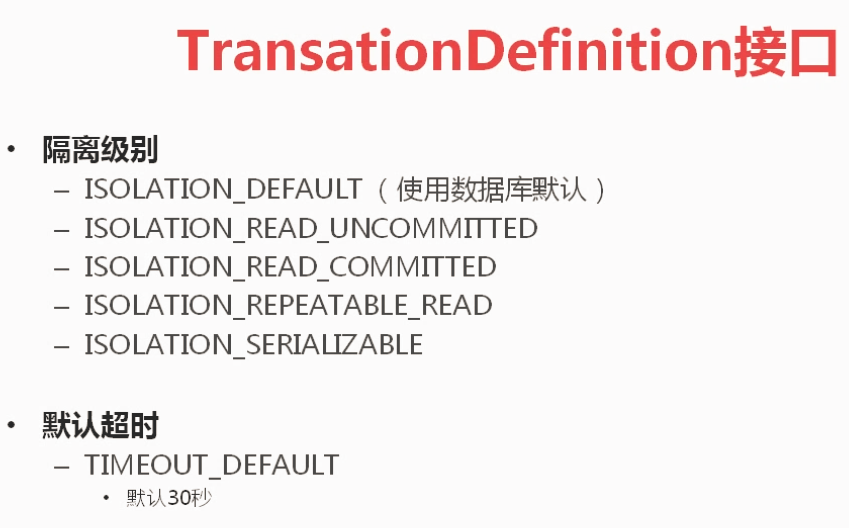 TransationDefinition接口
• 隔离级别
– ISOLATION_DEFAULT（使用数据库默认）
– ISOLATION_READ_UNCOMMITTED
– ISOLATION_READ_COMMITTED
– ISOLATION_REPEATABLE_READ
– ISOLATION_SERIALIZABLE
• 默认超时
– TIMEOUT_DEFAULT
• 默认30秒